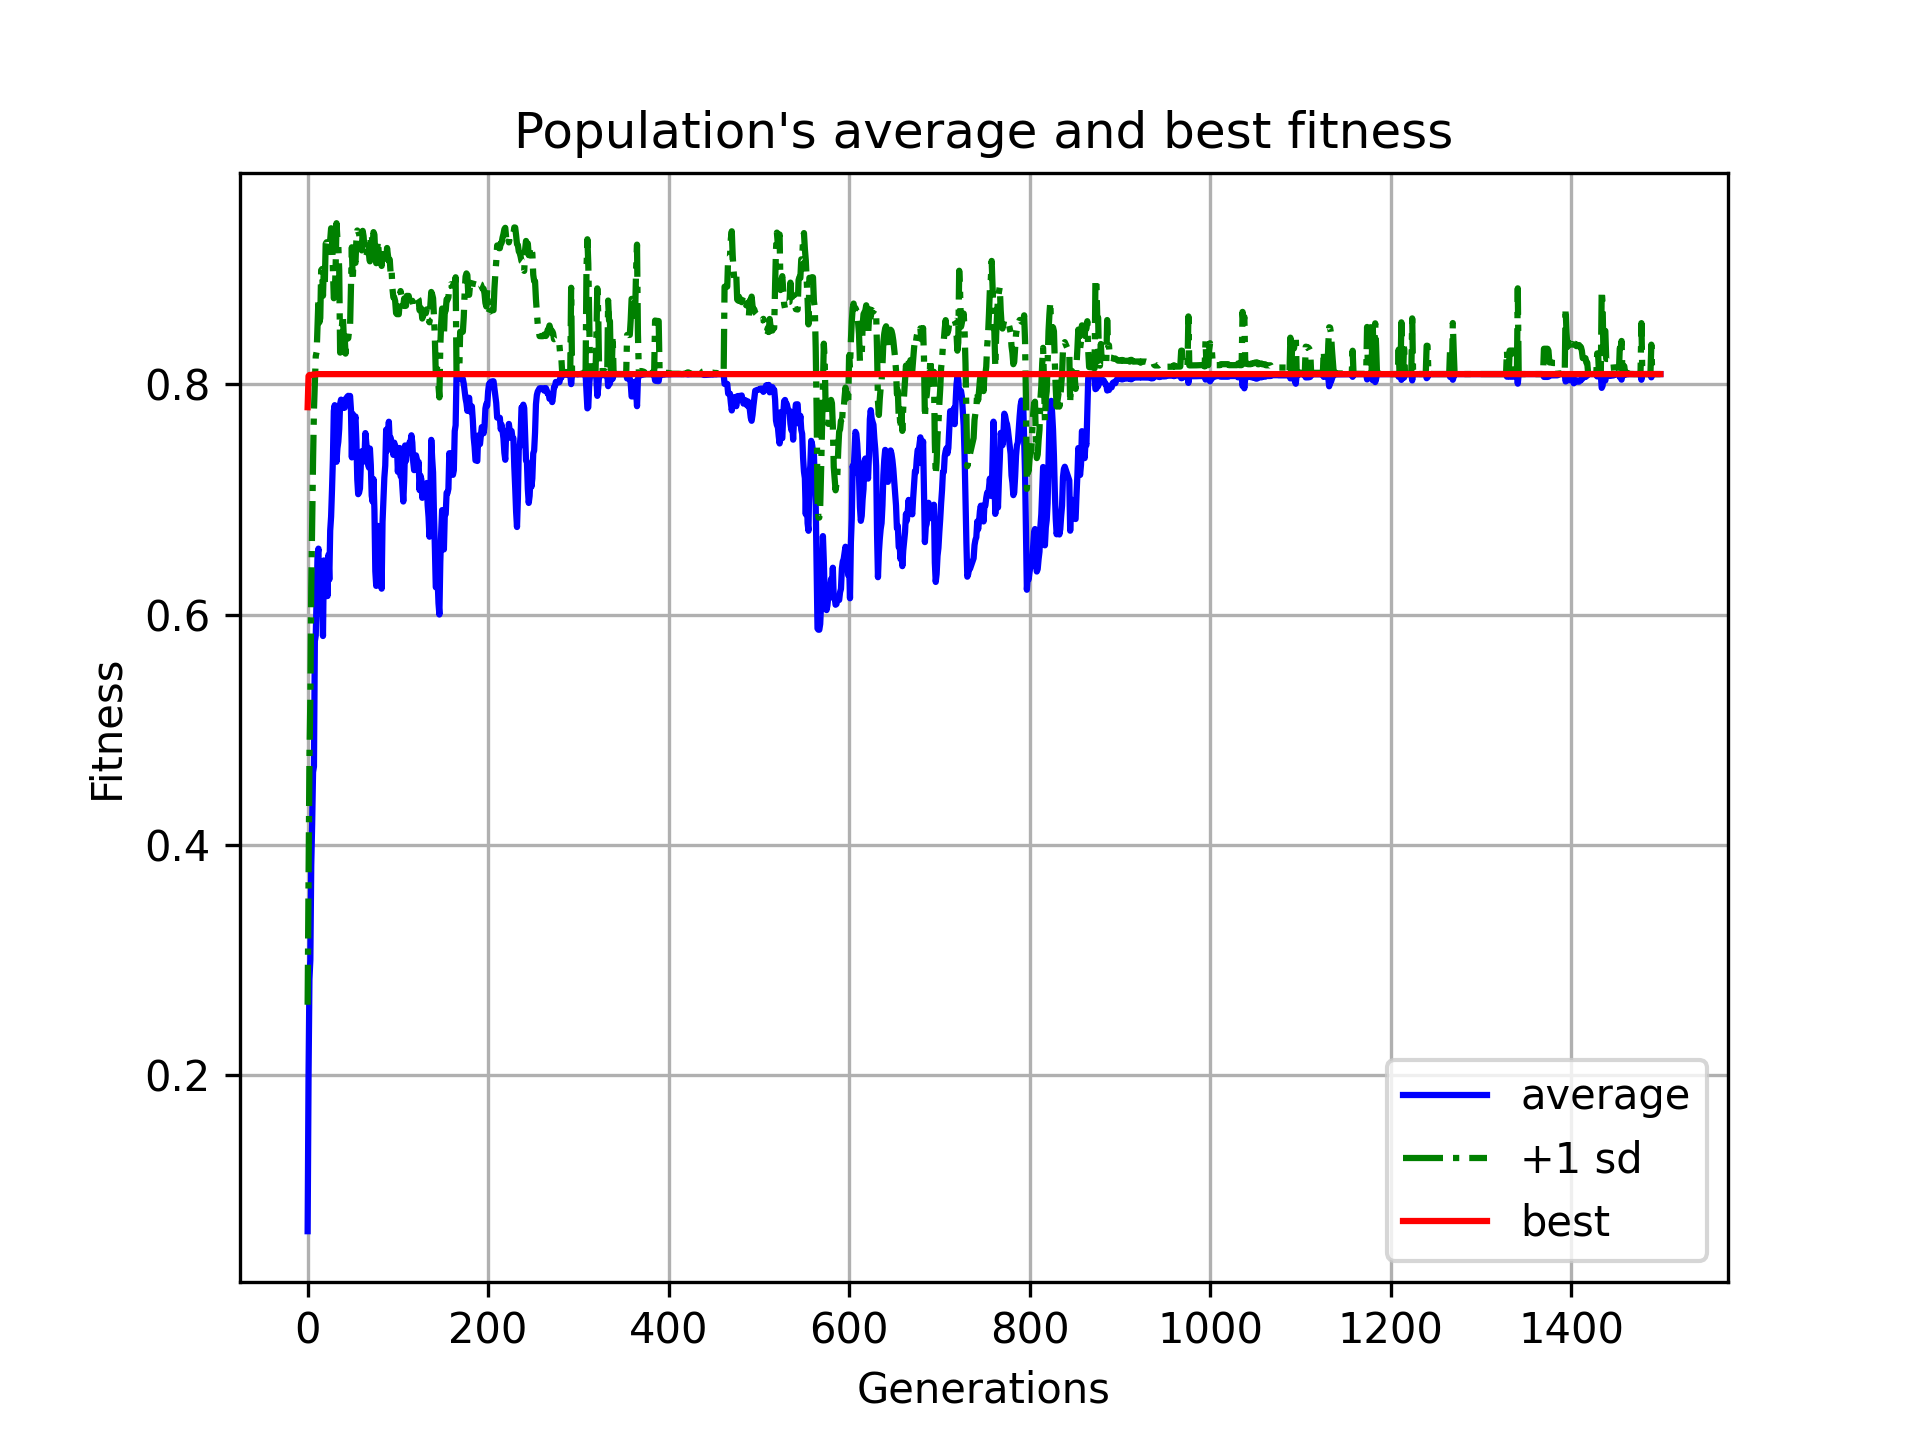 Population's average and best fitness
Fitness
0.8
0.6
0.4
0.2
0 200 400 600 800 1000 1200 1400
Generations
average
+1 sd
best